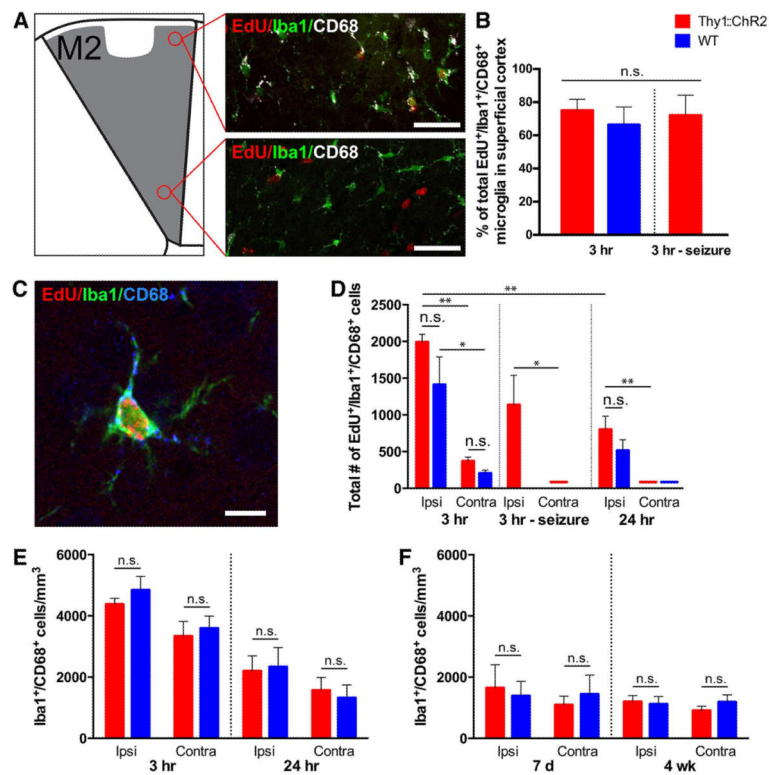 A
M2
EdU/Iba1/CD68
EdU/Iba1/CD68
B
Thy1::ChR2
WT
% of total EdU⁺/Iba1⁺/CD68⁺
microglia in superficial cortex
100
80
60
40
20
0
n.s.
3 hr
3 hr - seizure
C
EdU/Iba1/CD68
D
Total # of EdU⁺/Iba1⁺/CD68⁺ cells
2500
2000
1500
1000
500
0
**
**
n.s.
*
n.s.
*
**
n.s.
Ipsi Contra Ipsi Contra Ipsi Contra
3 hr 3 hr - seizure 24 hr
E
Iba1⁺/CD68⁺ cells/mm³
6000
4000
2000
0
n.s.
n.s.
n.s.
n.s.
Ipsi Contra Ipsi Contra
3 hr 24 hr
F
Iba1⁺/CD68⁺ cells/mm³
6000
4000
2000
0
n.s.
n.s.
n.s.
n.s.
Ipsi Contra Ipsi Contra
7 d 4 wk